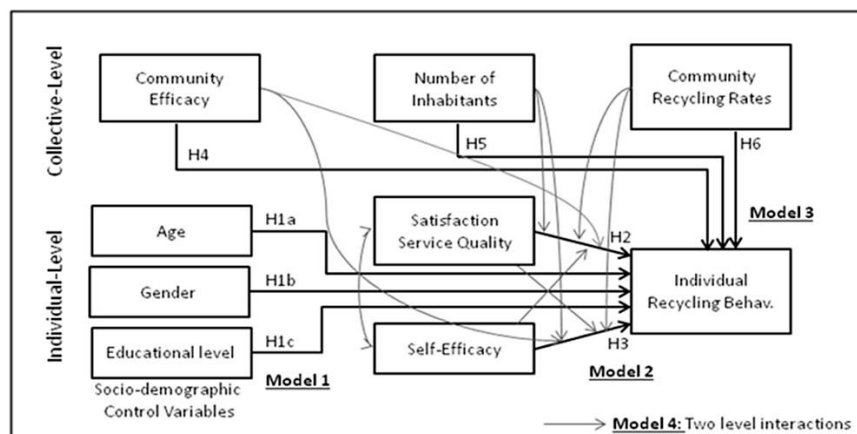 Collective-Level
Community
Efficacy
Number of
Inhabitants
Community
Recycling Rates
H4
H5
H6
Model 3
Individual-Level
Age
H1a
Satisfaction
Service Quality
H2
Gender
H1b
Individual
Recycling Behav.
Educational level
H1c
Self-Efficacy
H3
Socio-demographic
Control Variables
Model 1
Model 2
Model 4: Two level interactions